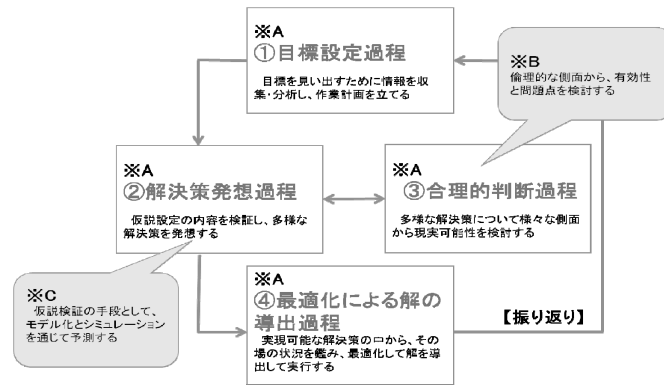 ※A
①目標設定過程
目標を見い出すために情報を収
集・分析し、作業計画を立てる
※B
倫理的な側面から、有効性
と問題点を検討する
※A
②解決策発想過程
仮説設定の内容を検証し、多様な
解決策を発想する
※A
③合理的判断過程
多様な解決策について様々な側面
から現実可能性を検討する
※C
仮説検証の手段として、
モデル化とシミュレーション
を通じて予測する
※A
④最適化による解の
導出過程
実現可能な解決策の中から、その
場の状況を鑑み、最適化して解を導
出して実行する
【振り返り】